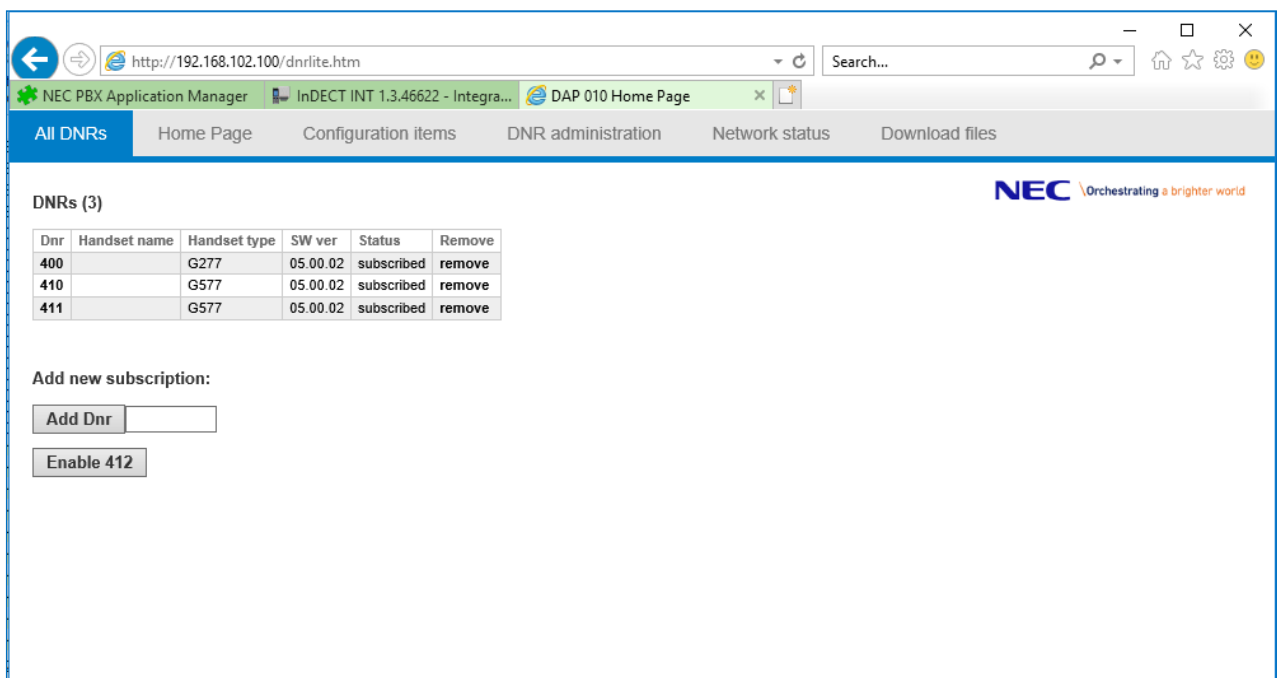 http://192.168.102.100/dnrlite.htm
Search...
NEC PBX Application Manager
InDECT INT 1.3.46622 - Integra...
DAP 010 Home Page
All DNRs Home Page Configuration items DNR administration Network status Download files
NEC \Orchestrating a brighter world
DNRs (3)
Dnr Handset name Handset type SW ver Status Remove
400 G277 05.00.02 subscribed remove
410 G577 05.00.02 subscribed remove
411 G577 05.00.02 subscribed remove
Add new subscription:
Add Dnr
Enable 412